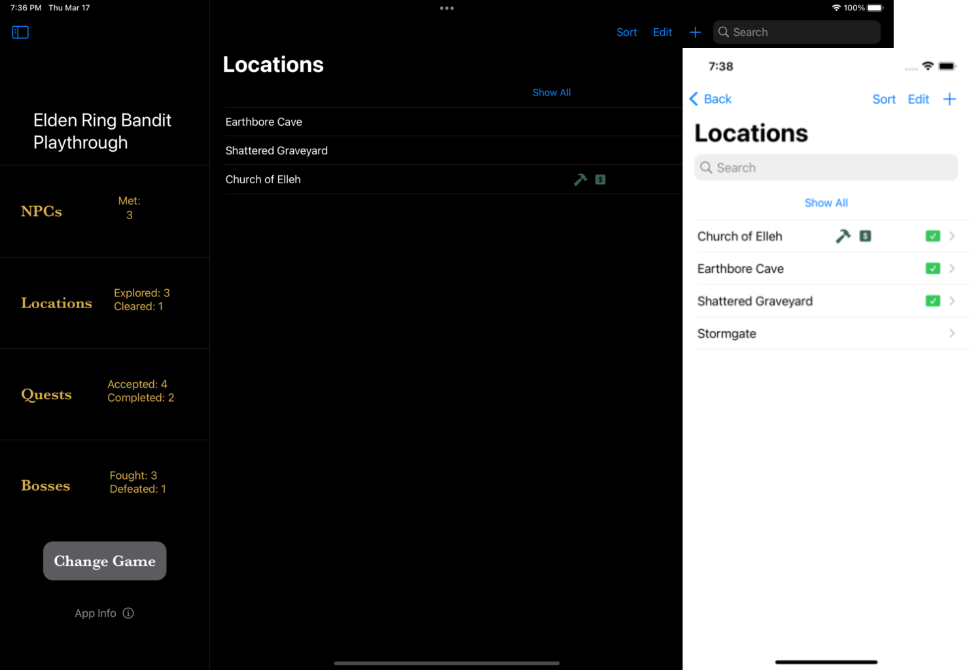 7:36 PM Thu Mar 17
100%
Sort Edit + Search
Elden Ring Bandit
Playthrough
NPCs
Met:
3
Locations
Explored: 3
Cleared: 1
Quests
Accepted: 4
Completed: 2
Bosses
Fought: 3
Defeated: 1
Change Game
App Info
Locations
Show All
Earthbore Cave
Shattered Graveyard
Church of Elleh
7:38
Back Sort Edit +
Locations
Search
Show All
Church of Elleh
Earthbore Cave
Shattered Graveyard
Stormgate